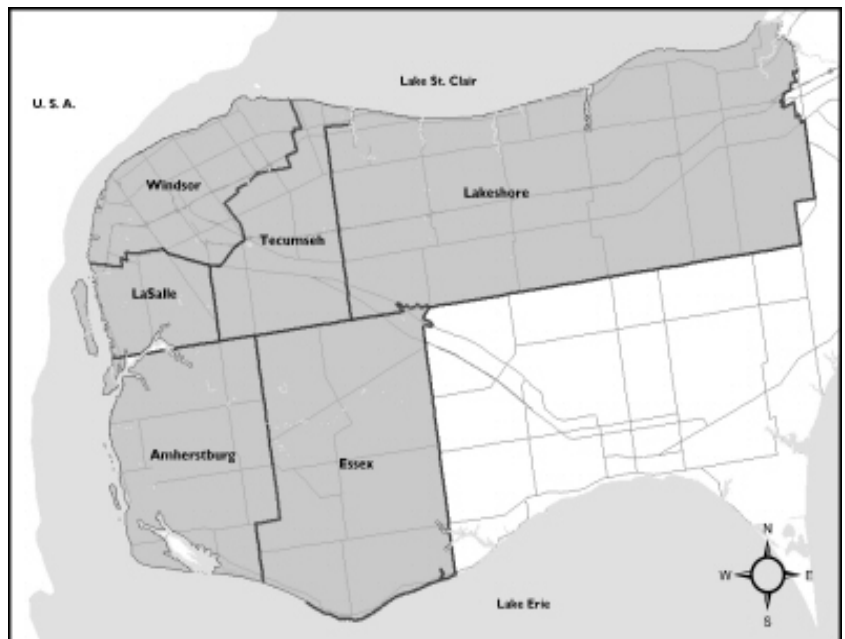 Lake St. Clair
U. S. A.
Windsor
Lakeshore
Tecumseh
LaSalle
Amherstburg
Essex
N
W
E
S
Lake Erie